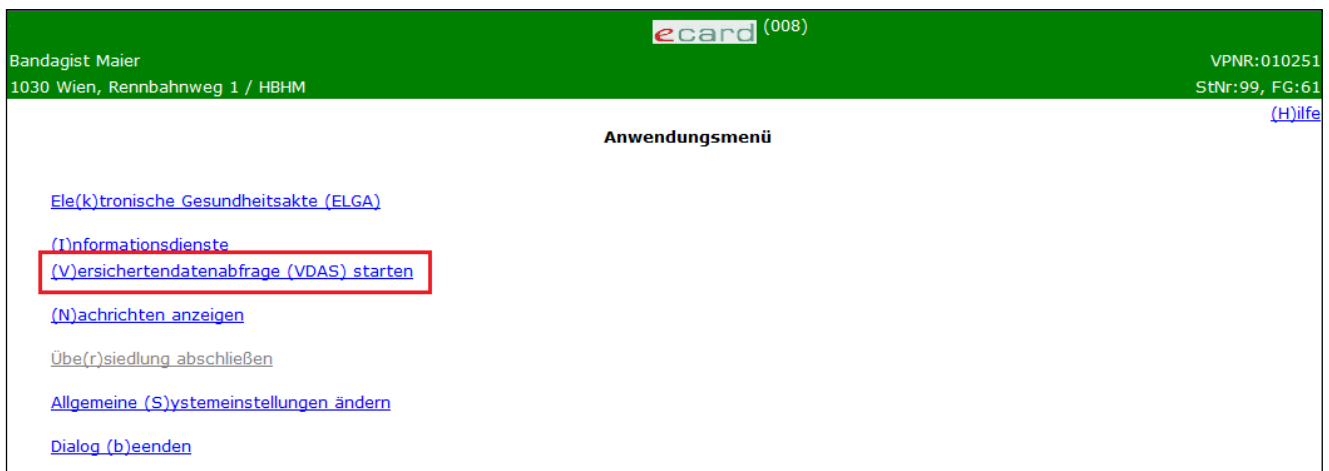 ecard (008)
Bandagist Maier VPNR:010251
1030 Wien, Rennbahnweg 1 / HBHM StNr:99, FG:61
(H)ilfe
Anwendungsmenü
Ele(k)tronische Gesundheitsakte (ELGA)
(I)nformationsdienste
(V)ersichertendatenabfrage (VDAS) starten
(N)achrichten anzeigen
Übe(r)siedlung abschließen
Allgemeine (S)ystemeinstellungen ändern
Dialog (b)eenden